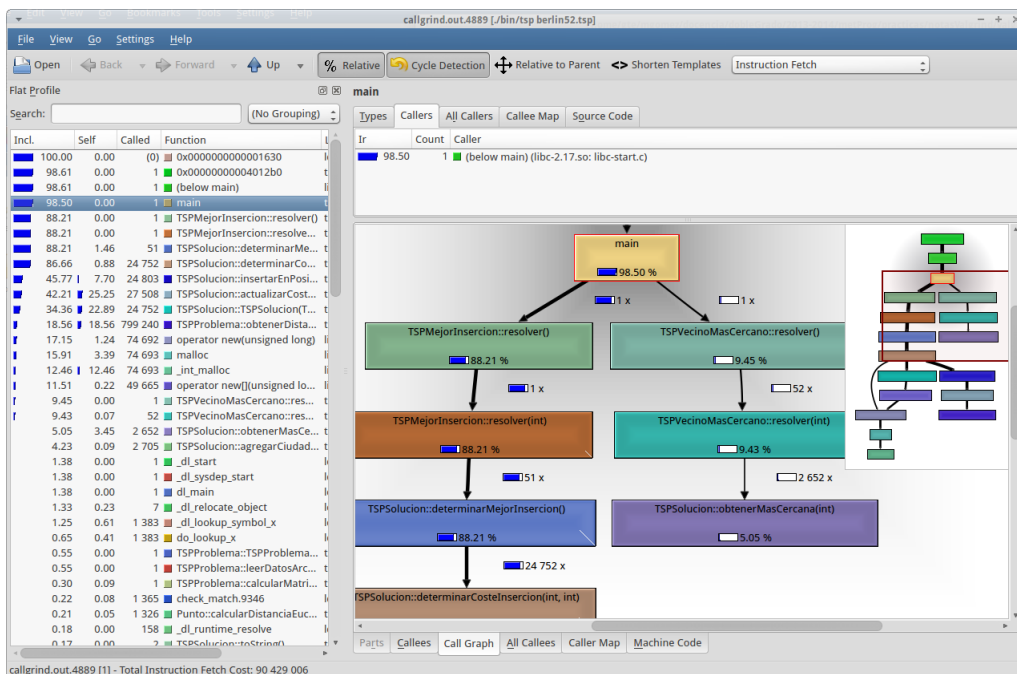 callgrind.out.4889 [./bin/tsp berlin52.tsp]
File View Go Settings Help
Open Back Forward Up % Relative Cycle Detection Relative to Parent <> Shorten Templates Instruction Fetch
Flat Profile
Search: (No Grouping)
Incl. Self Called Function
100.00 0.00 (0) 0x0000000000001630
98.61 0.00 1 0x00000000004012b0
98.61 0.00 1 (below main)
98.50 0.00 1 main
88.21 0.00 1 TSPMejorInsercion::resolver()
88.21 0.00 1 TSPMejorInsercion::resolve...
88.21 1.46 51 TSPSolucion::determinarMe...
86.66 0.88 24 752 TSPSolucion::determinarCo...
45.77 7.70 24 803 TSPSolucion::insertarEnPosi...
42.21 25.25 27 508 TSPSolucion::actualizarCost...
34.36 22.89 24 752 TSPSolucion::TSPSolucion(T...
18.56 18.56 799 240 TSPProblema::obtenerDista...
17.15 1.24 74 692 operator new(unsigned long)
15.91 3.39 74 693 malloc
12.46 12.46 74 693 _int_malloc
11.51 0.22 49 665 operator new[](unsigned lo...
9.45 0.00 1 TSPVecinoMasCercano::res...
9.43 0.07 52 TSPVecinoMasCercano::res...
5.05 3.45 2 652 TSPSolucion::obtenerMasCe...
4.23 0.09 2 705 TSPSolucion::agregarCiudad...
1.38 0.00 1 _dl_start
1.38 0.00 1 _dl_sysdep_start
1.38 0.00 1 dl_main
1.33 0.23 7 _dl_relocate_object
1.25 0.61 1 383 _dl_lookup_symbol_x
0.65 0.41 1 383 do_lookup_x
0.55 0.00 1 TSPProblema::TSPProblema...
0.55 0.00 1 TSPProblema::leerDatosArc...
0.30 0.09 1 TSPProblema::calcularMatri...
0.22 0.08 1 365 check_match.9346
0.21 0.05 1 326 Punto::calcularDistanciaEuc...
0.18 0.00 158 _dl_runtime_resolve
0.17 0.00 2 TSPSolucion::toString()
main
Types Callers All Callers Callee Map Source Code
Ir Count Caller
98.50 1 (below main) (libc-2.17.so: libc-start.c)
main
98.50 %
1 x 1 x
TSPMejorInsercion::resolver() TSPVecinoMasCercano::resolver()
88.21 % 9.45 %
1 x 52 x
TSPMejorInsercion::resolver(int) TSPVecinoMasCercano::resolver(int)
88.21 % 9.43 %
51 x 2 652 x
TSPSolucion::determinarMejorInsercion() TSPSolucion::obtenerMasCercana(int)
88.21 % 5.05 %
24 752 x
TSPSolucion::determinarCosteInsercion(int, int)
Parts Callees Call Graph All Callees Caller Map Machine Code
callgrind.out.4889 [1] - Total Instruction Fetch Cost: 90 429 006